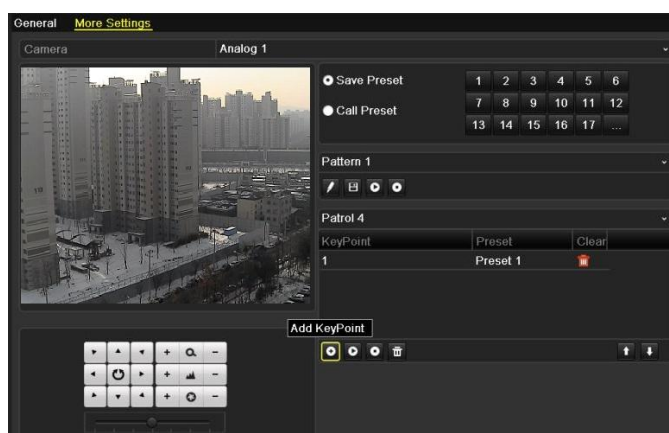 General More Settings
Camera Analog 1
Save Preset
Call Preset
1 2 3 4 5 6
7 8 9 10 11 12
13 14 15 16 17 ...
Pattern 1
Patrol 4
KeyPoint Preset Clear
1 Preset 1
Add KeyPoint